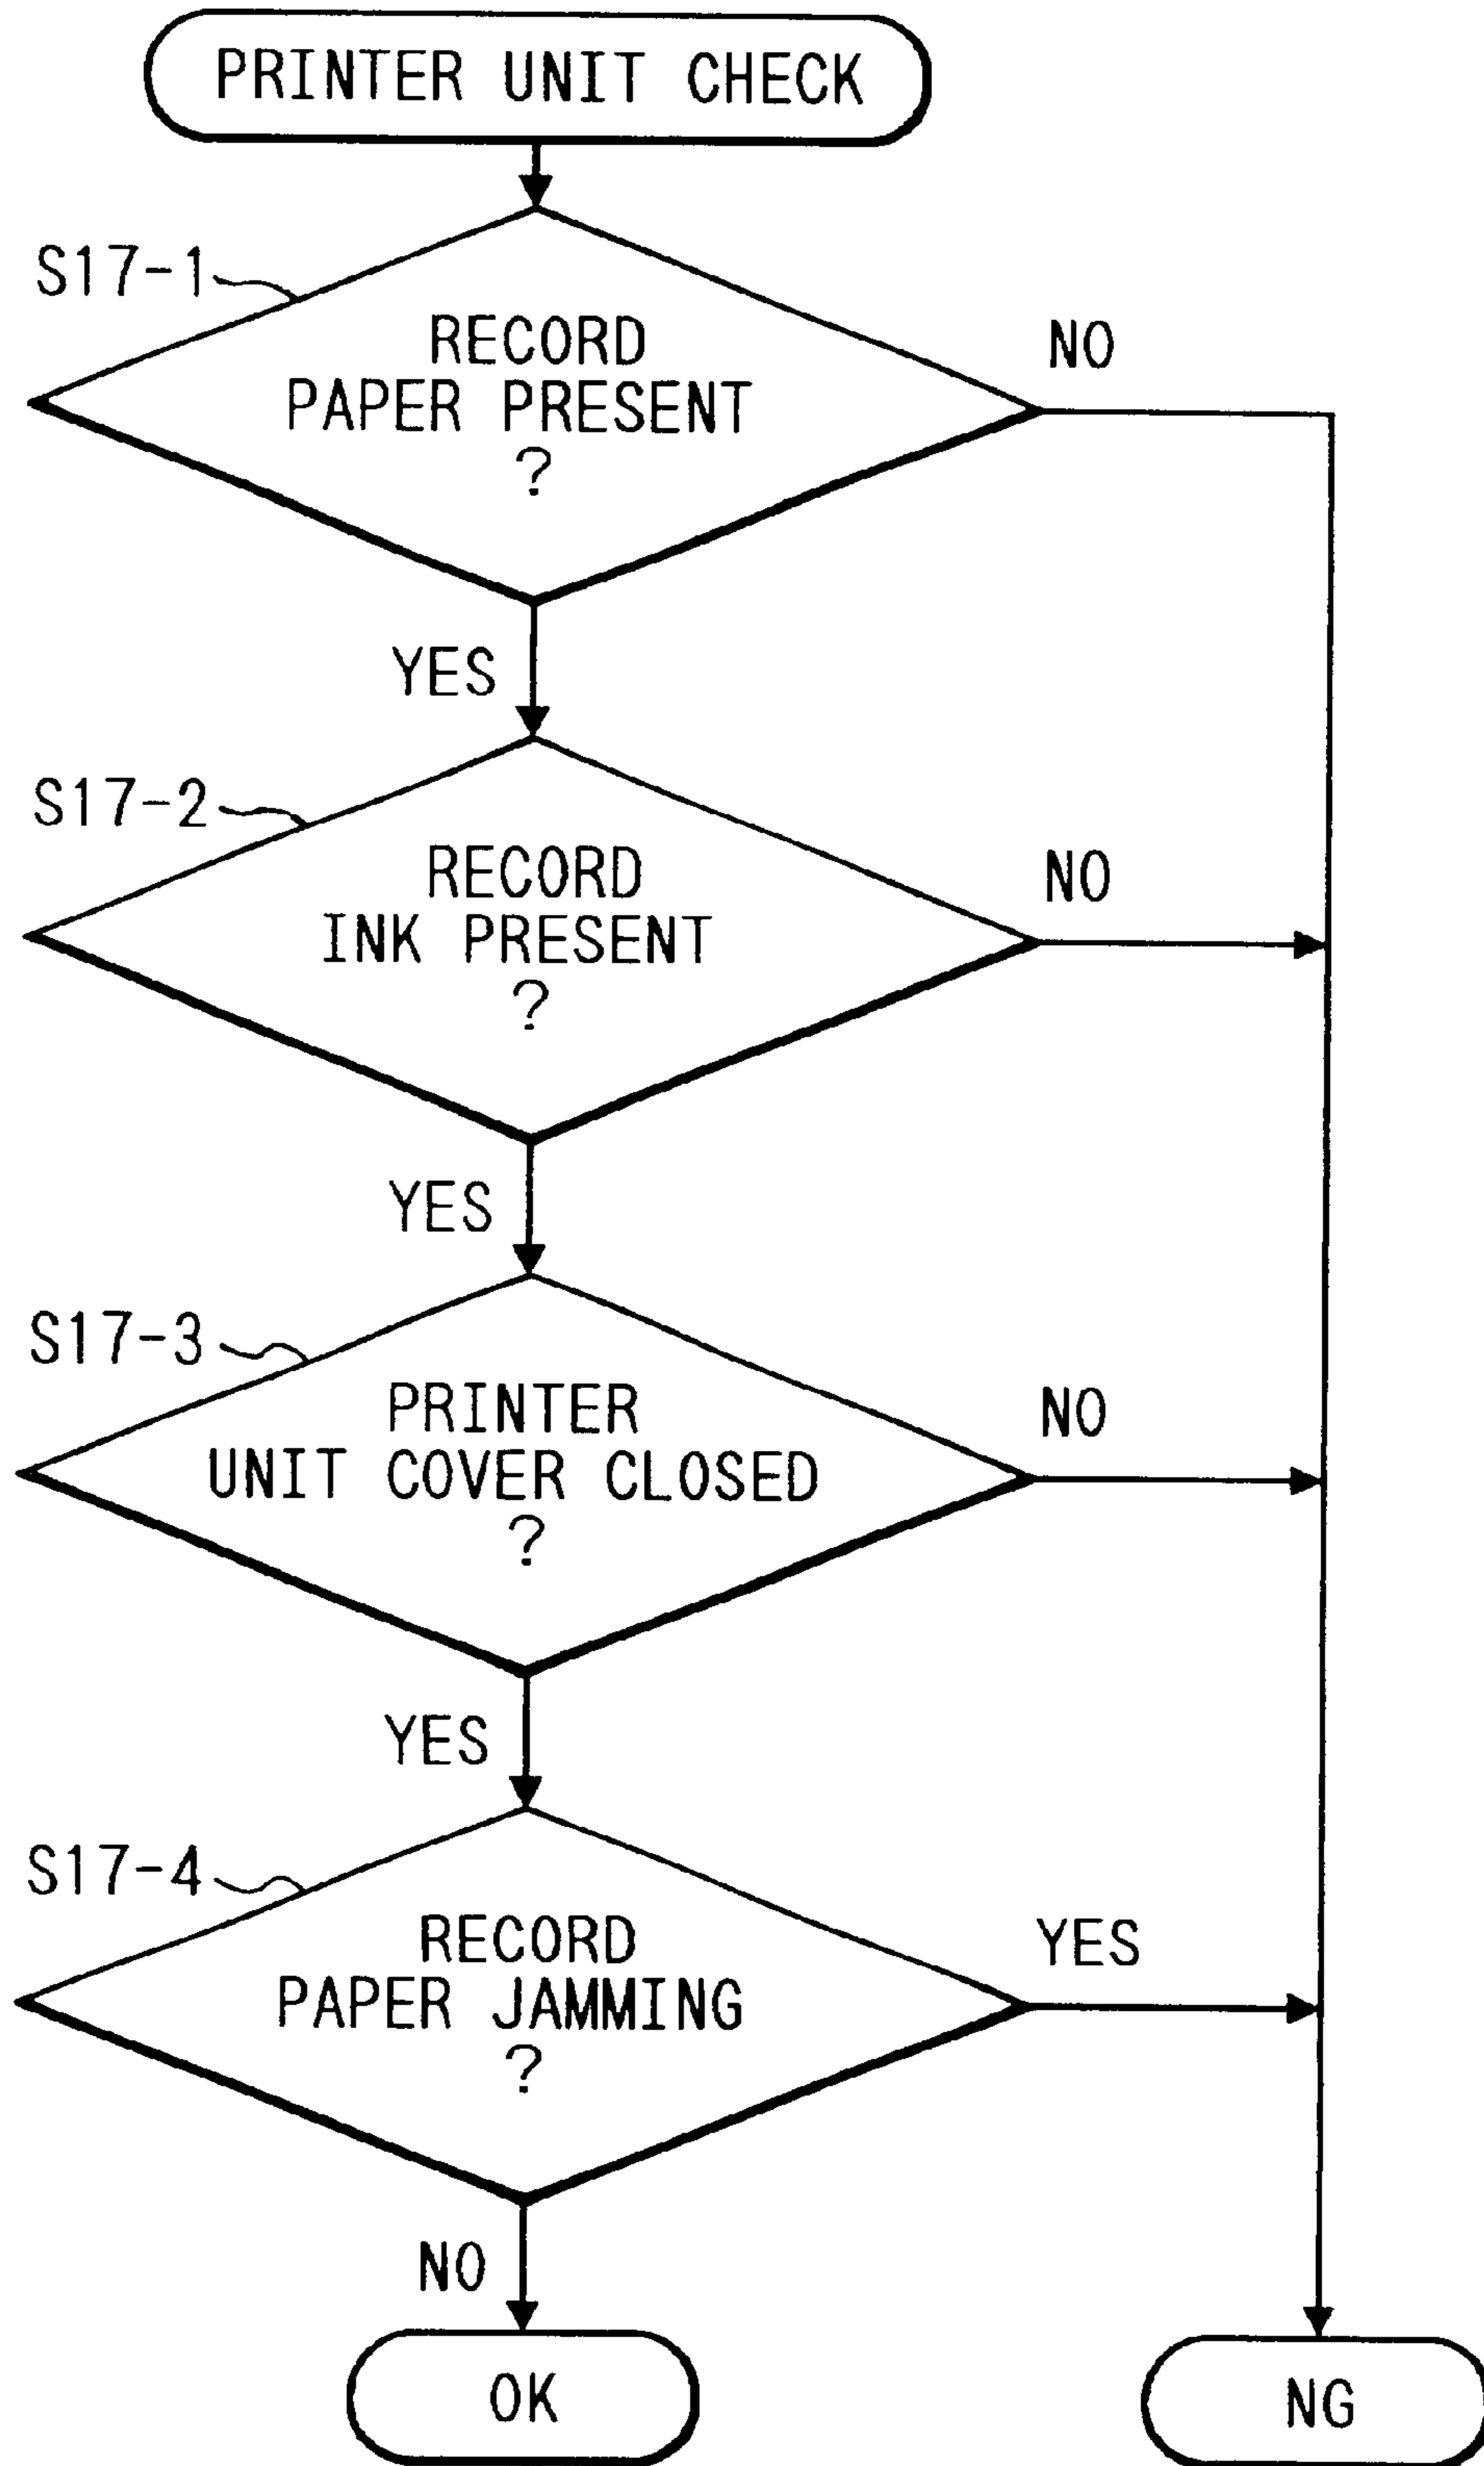 PRINTER UNIT CHECK
S17-1
RECORD
PAPER PRESENT
?
NO
YES
S17-2
RECORD
INK PRESENT
?
NO
YES
S17-3
PRINTER
UNIT COVER CLOSED
?
NO
YES
S17-4
RECORD
PAPER JAMMING
?
YES
NO
OK
NG